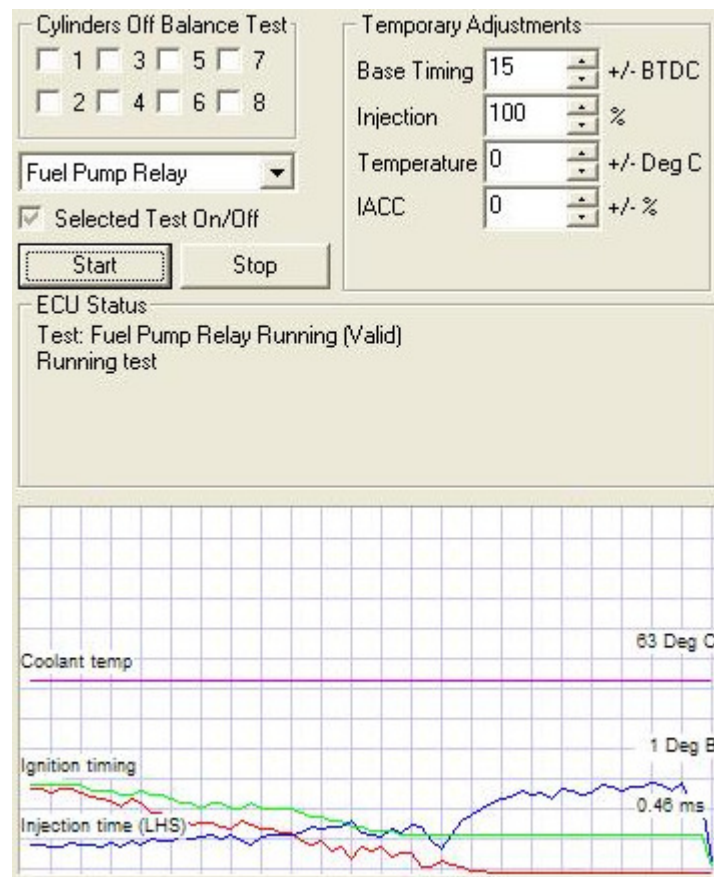 Cylinders Off Balance Test
1 3 5 7
2 4 6 8
Fuel Pump Relay
Selected Test On/Off
Start Stop
Temporary Adjustments
Base Timing 15 +/- BTDC
Injection 100 %
Temperature 0 +/- Deg C
IACC 0 +/- %
ECU Status
Test: Fuel Pump Relay Running (Valid)
Running test
63 Deg C
Coolant temp
1 Deg B
Ignition timing
0.46 ms
Injection time (LHS)